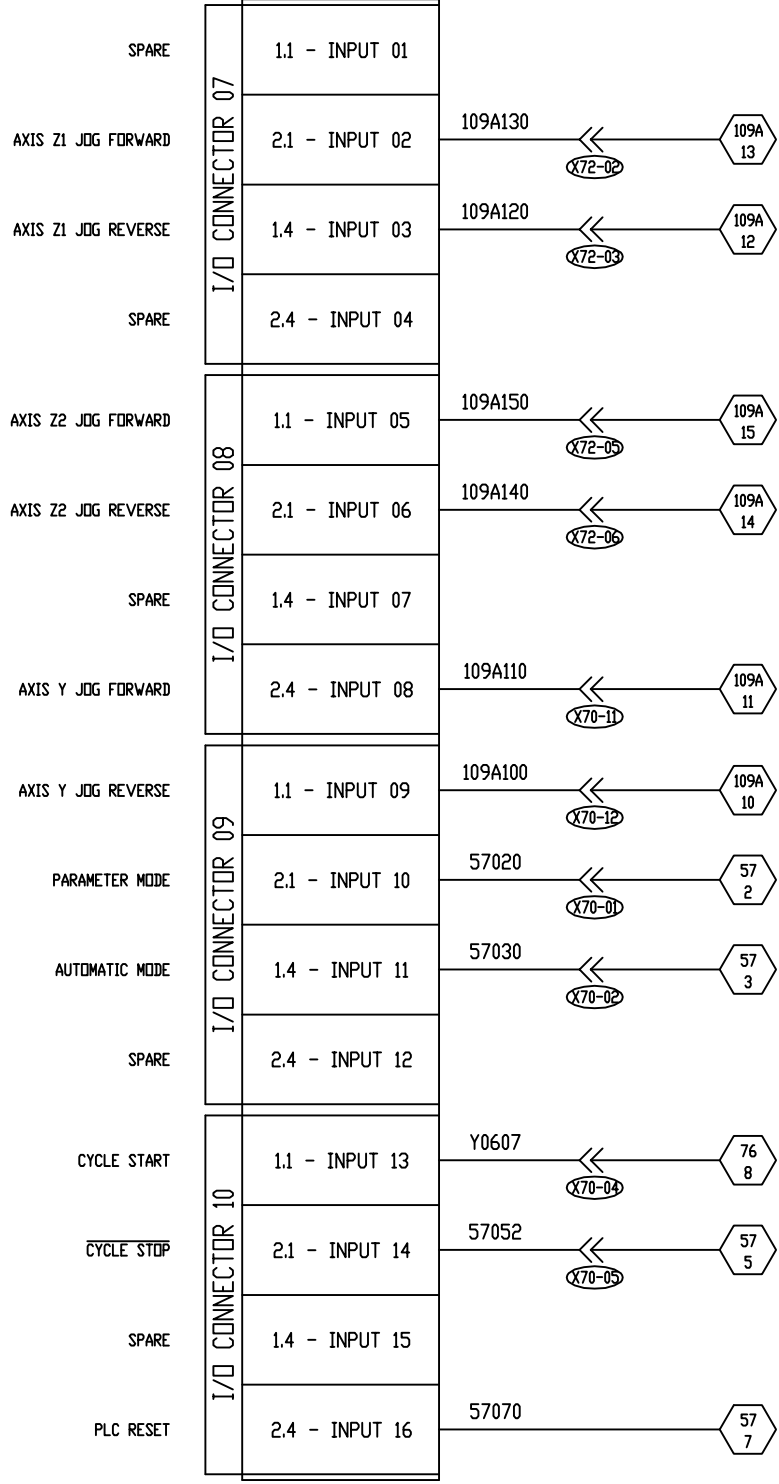 I/O CONNECTOR 07
SPARE 1.1 - INPUT 01
109A130
AXIS Z1 JOG FORWARD 2.1 - INPUT 02 109A 13
X72-02
109A120
AXIS Z1 JOG REVERSE 1.4 - INPUT 03 109A 12
X72-03
SPARE 2.4 - INPUT 04
I/O CONNECTOR 08
109A150
AXIS Z2 JOG FORWARD 1.1 - INPUT 05 109A 15
X72-05
109A140
AXIS Z2 JOG REVERSE 2.1 - INPUT 06 109A 14
X72-06
SPARE 1.4 - INPUT 07
109A110
AXIS Y JOG FORWARD 2.4 - INPUT 08 109A 11
X70-11
I/O CONNECTOR 09
109A100
AXIS Y JOG REVERSE 1.1 - INPUT 09 109A 10
X70-12
57020
PARAMETER MODE 2.1 - INPUT 10 57 2
X70-01
57030
AUTOMATIC MODE 1.4 - INPUT 11 57 3
X70-02
SPARE 2.4 - INPUT 12
I/O CONNECTOR 10
Y0607
CYCLE START 1.1 - INPUT 13 76 8
X70-04
57052
CYCLE STOP 2.1 - INPUT 14 57 5
X70-05
SPARE 1.4 - INPUT 15
57070
PLC RESET 2.4 - INPUT 16 57 7